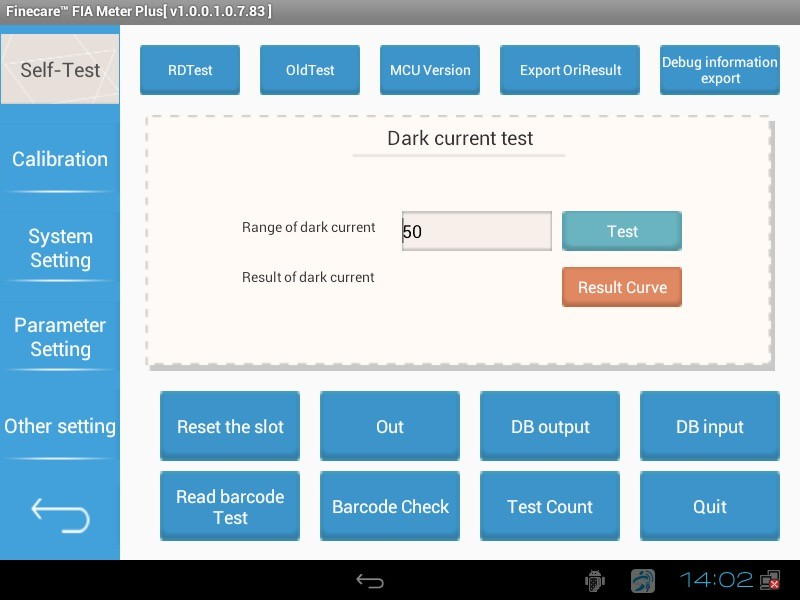 Finecare™ FIA Meter Plus[ v1.0.0.1.0.7.83 ]
Self-Test
RDTest
OldTest
MCU Version
Export OriResult
Debug information
export
Calibration
System
Setting
Parameter
Setting
Other setting
Dark current test
Range of dark current
50
Test
Result of dark current
Result Curve
Reset the slot
Out
DB output
DB input
Read barcode
Test
Barcode Check
Test Count
Quit
14:02